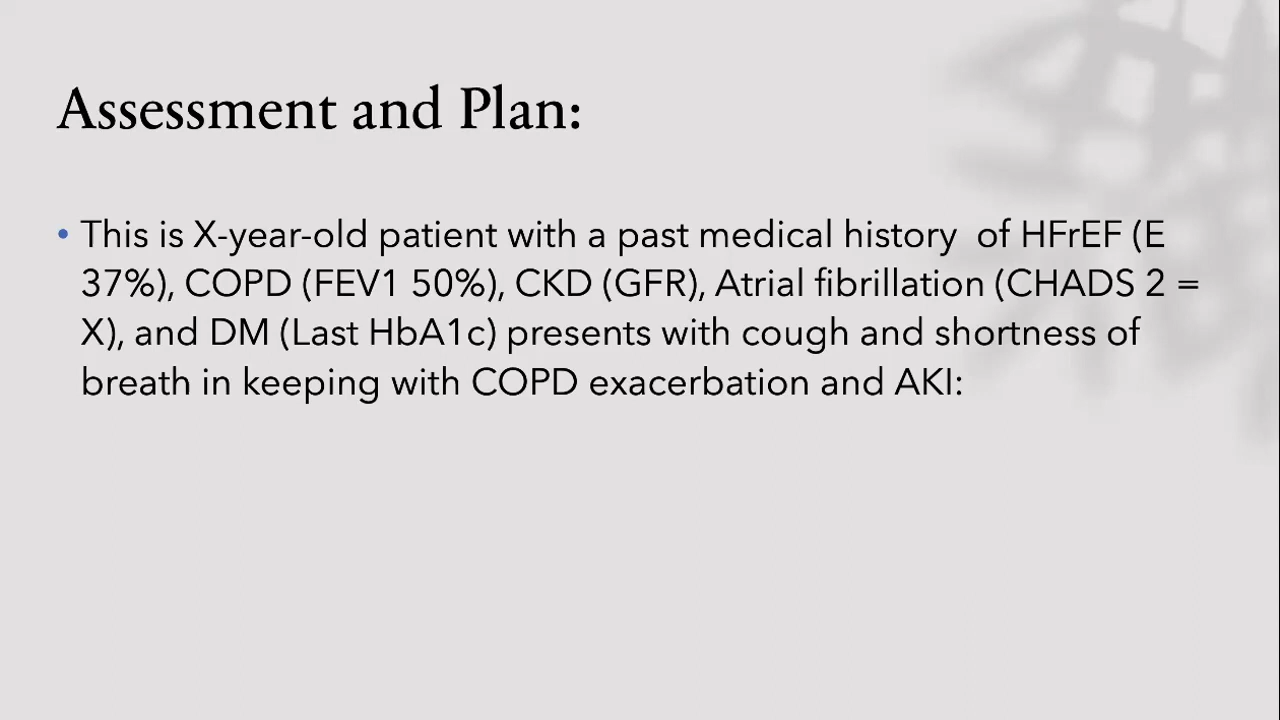 Assessment and Plan:
• This is X-year-old patient with a past medical history  of HFrEF (E
37%), COPD (FEV1 50%), CKD (GFR), Atrial fibrillation (CHADS 2 =
X), and DM (Last HbA1c) presents with cough and shortness of
breath in keeping with COPD exacerbation and AKI: